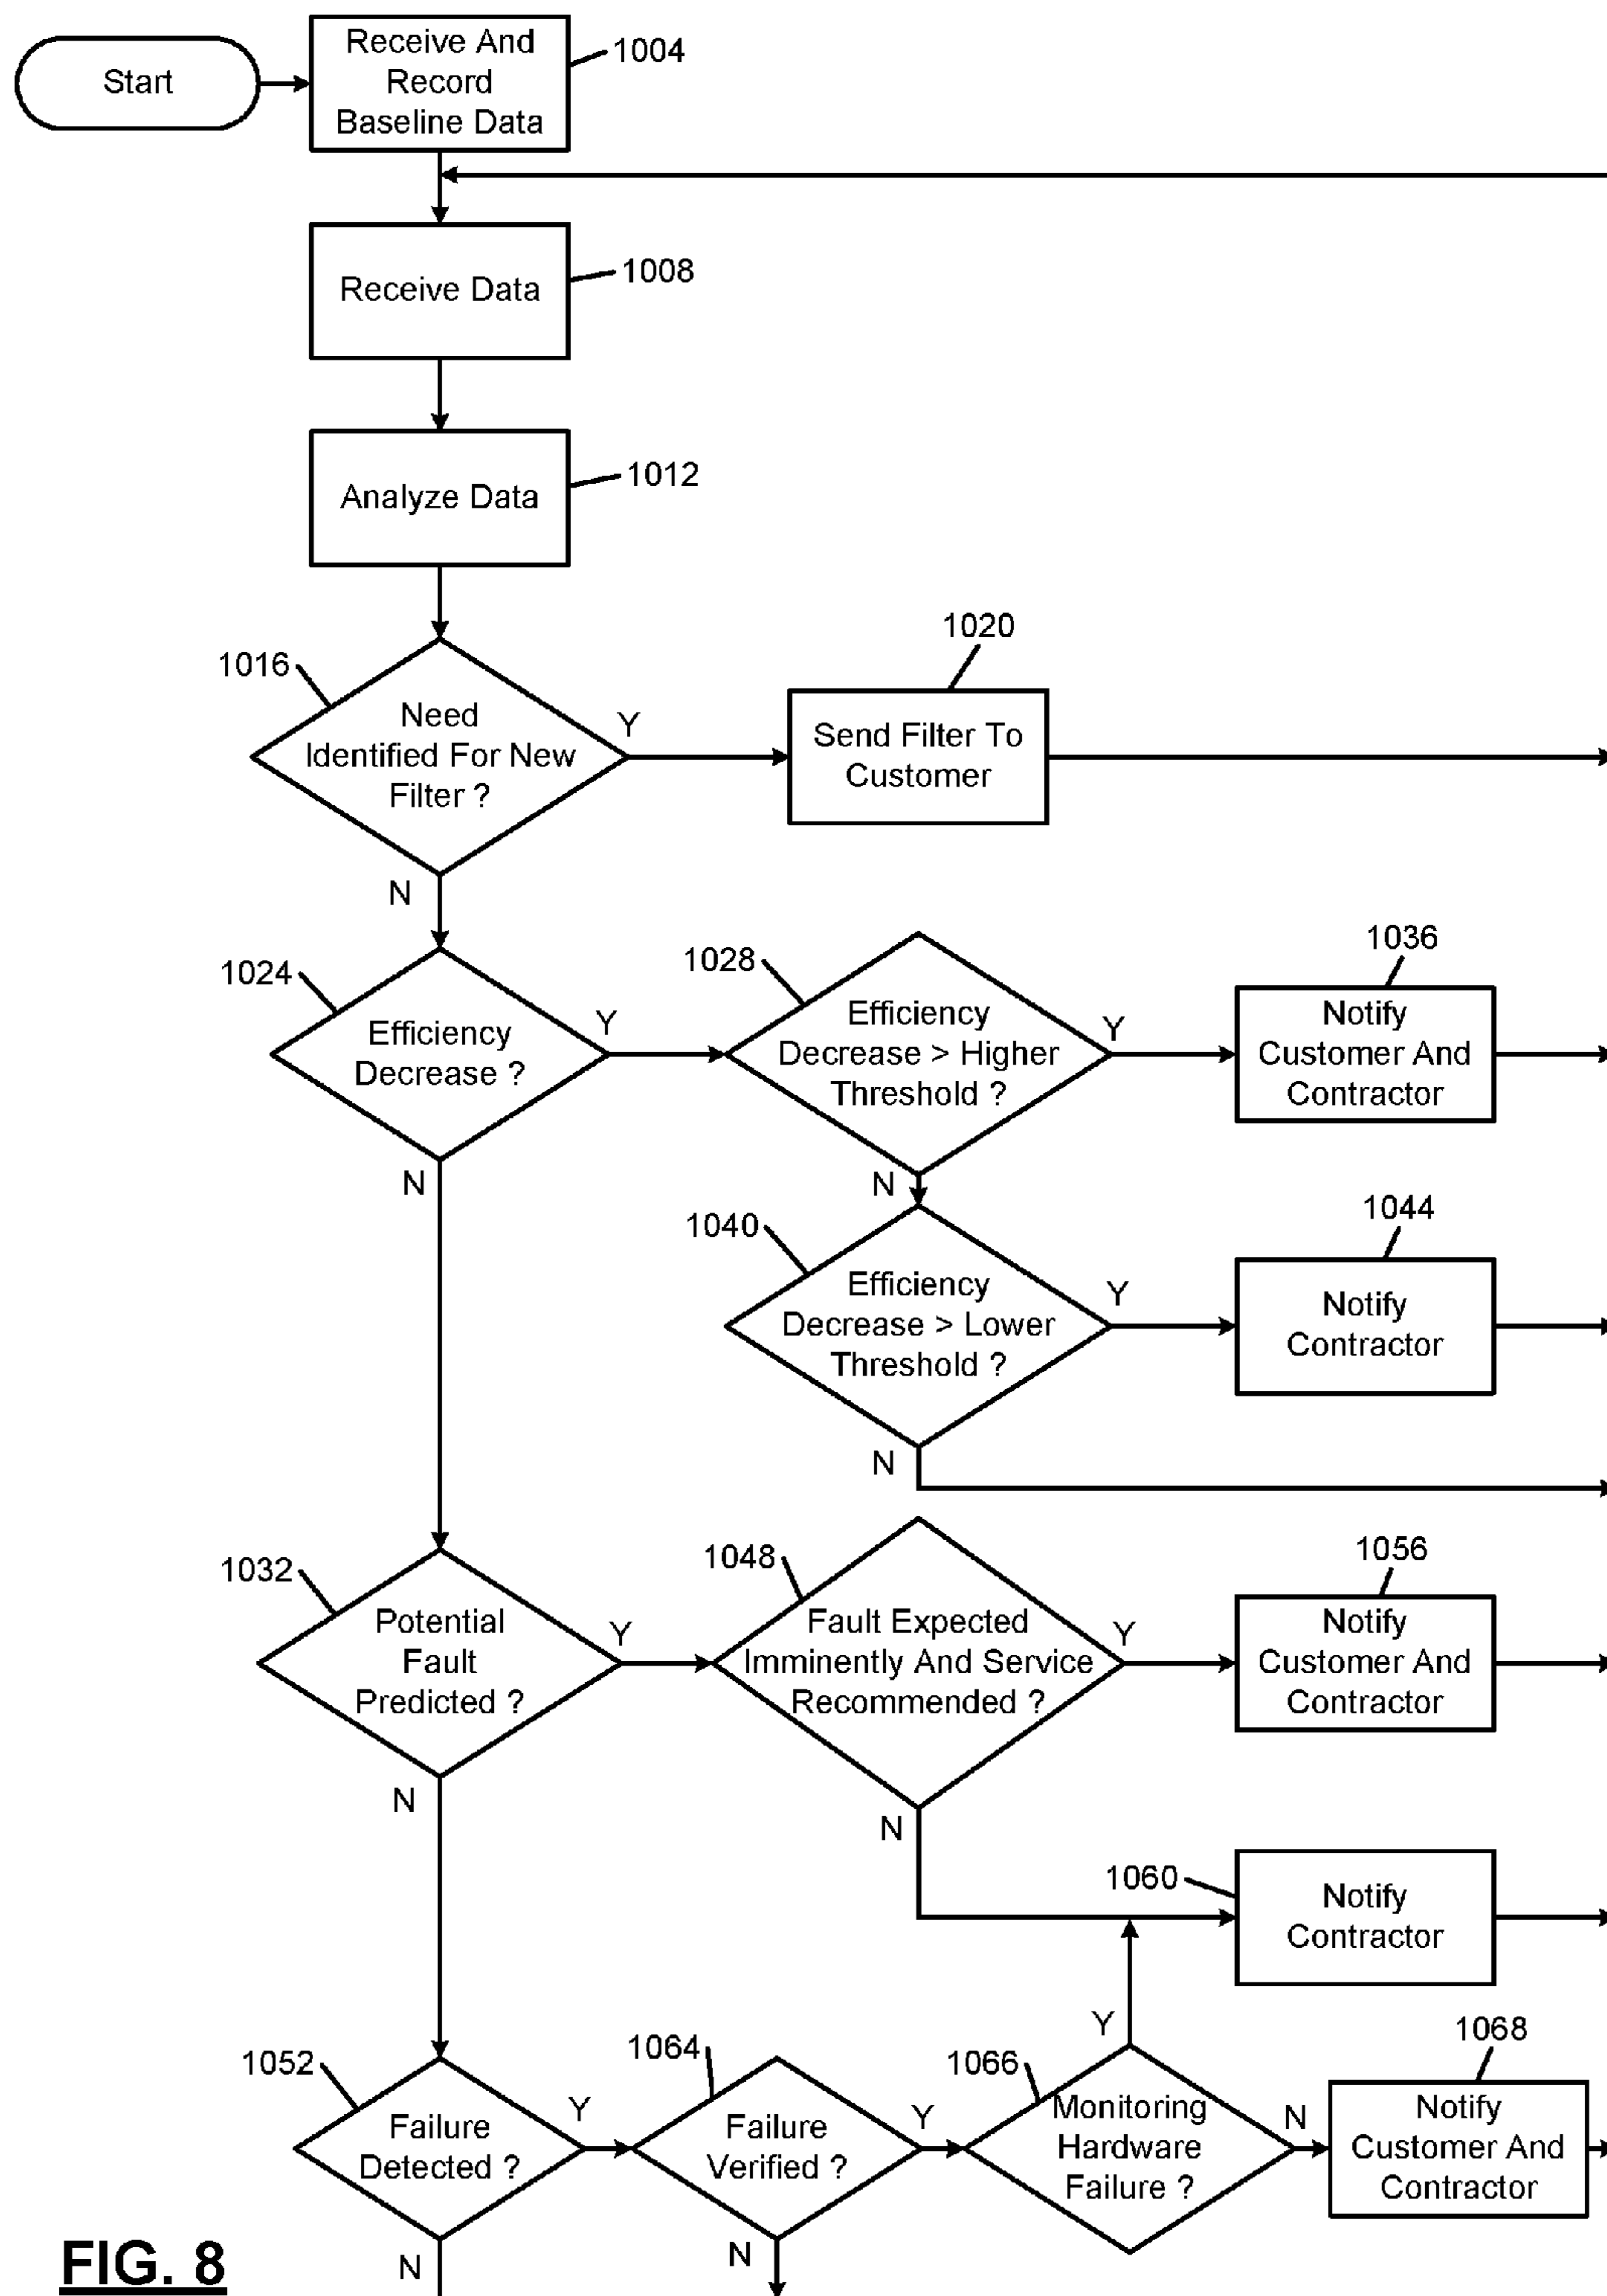 Start
Receive And
Record
Baseline Data
1004
Receive Data
1008
Analyze Data
1012
1016
Need
Identified For New
Filter ?
Y
N
1020
Send Filter To
Customer
1024
Efficiency
Decrease ?
Y
N
1028
Efficiency
Decrease > Higher
Threshold ?
Y
N
1036
Notify
Customer And
Contractor
1040
Efficiency
Decrease > Lower
Threshold ?
Y
N
1044
Notify
Contractor
1032
Potential
Fault
Predicted ?
Y
N
1048
Fault Expected
Imminently And Service
Recommended ?
Y
N
1056
Notify
Customer And
Contractor
1060
Notify
Contractor
1052
Failure
Detected ?
Y
N
1064
Failure
Verified ?
Y
N
1066
Monitoring
Hardware
Failure ?
Y
N
1068
Notify
Customer And
Contractor
FIG. 8